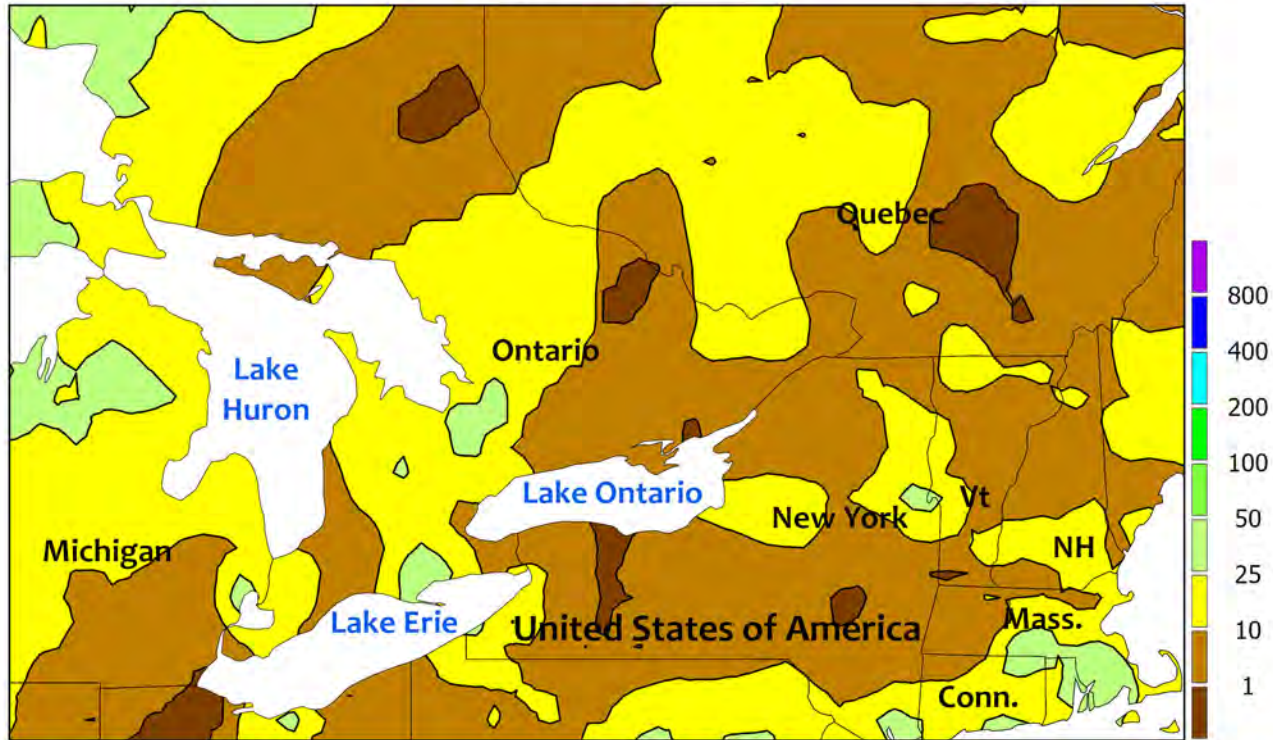 Quebec
Ontario
Lake
Huron
Lake Ontario
New York
Vt
Michigan
NH
Lake Erie
United States of America
Mass.
Conn.
800
400
200
100
50
25
10
1